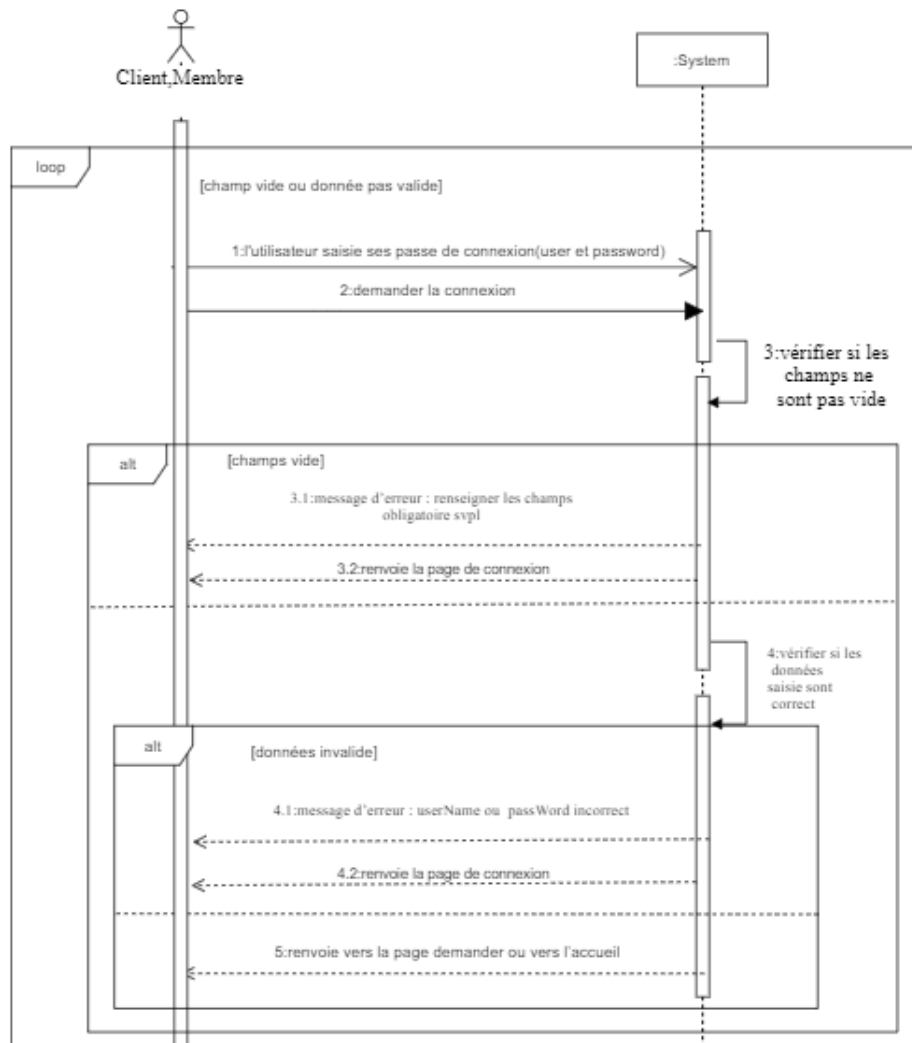 Client,Membre
:System
loop
[champ vide ou donnée pas valide]
1:l'utilisateur saisie ses passe de connexion(user et password)
2:demander la connexion
3:vérifier si les
champs ne
sont pas vide
alt
[champs vide]
3.1:message d'erreur : renseigner les champs
obligatoire svpl
3.2:renvoie la page de connexion
4:vérifier si les
données
saisie sont
correct
alt
[données invalide]
4.1:message d'erreur : userName ou passWord incorrect
4.2:renvoie la page de connexion
5:renvoie vers la page demander ou vers l'accueil